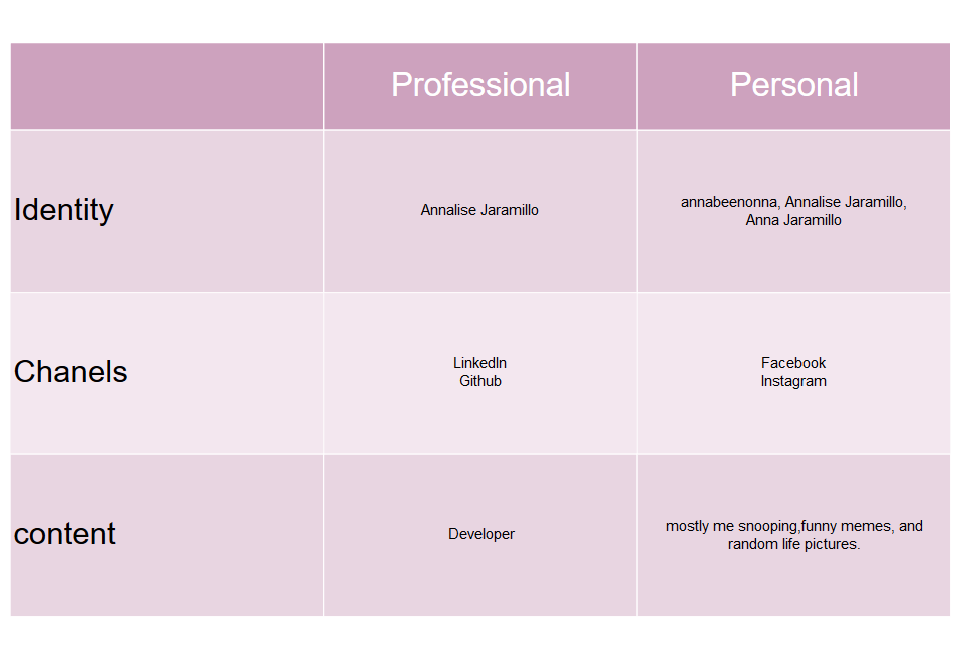 Professional
Personal
Identity
Annalise Jaramillo
annabeenonna, Annalise Jaramillo,
Anna Jaramillo
Chanels
LinkedIn
Github
Facebook
Instagram
content
Developer
mostly me snooping,funny memes, and
random life pictures.